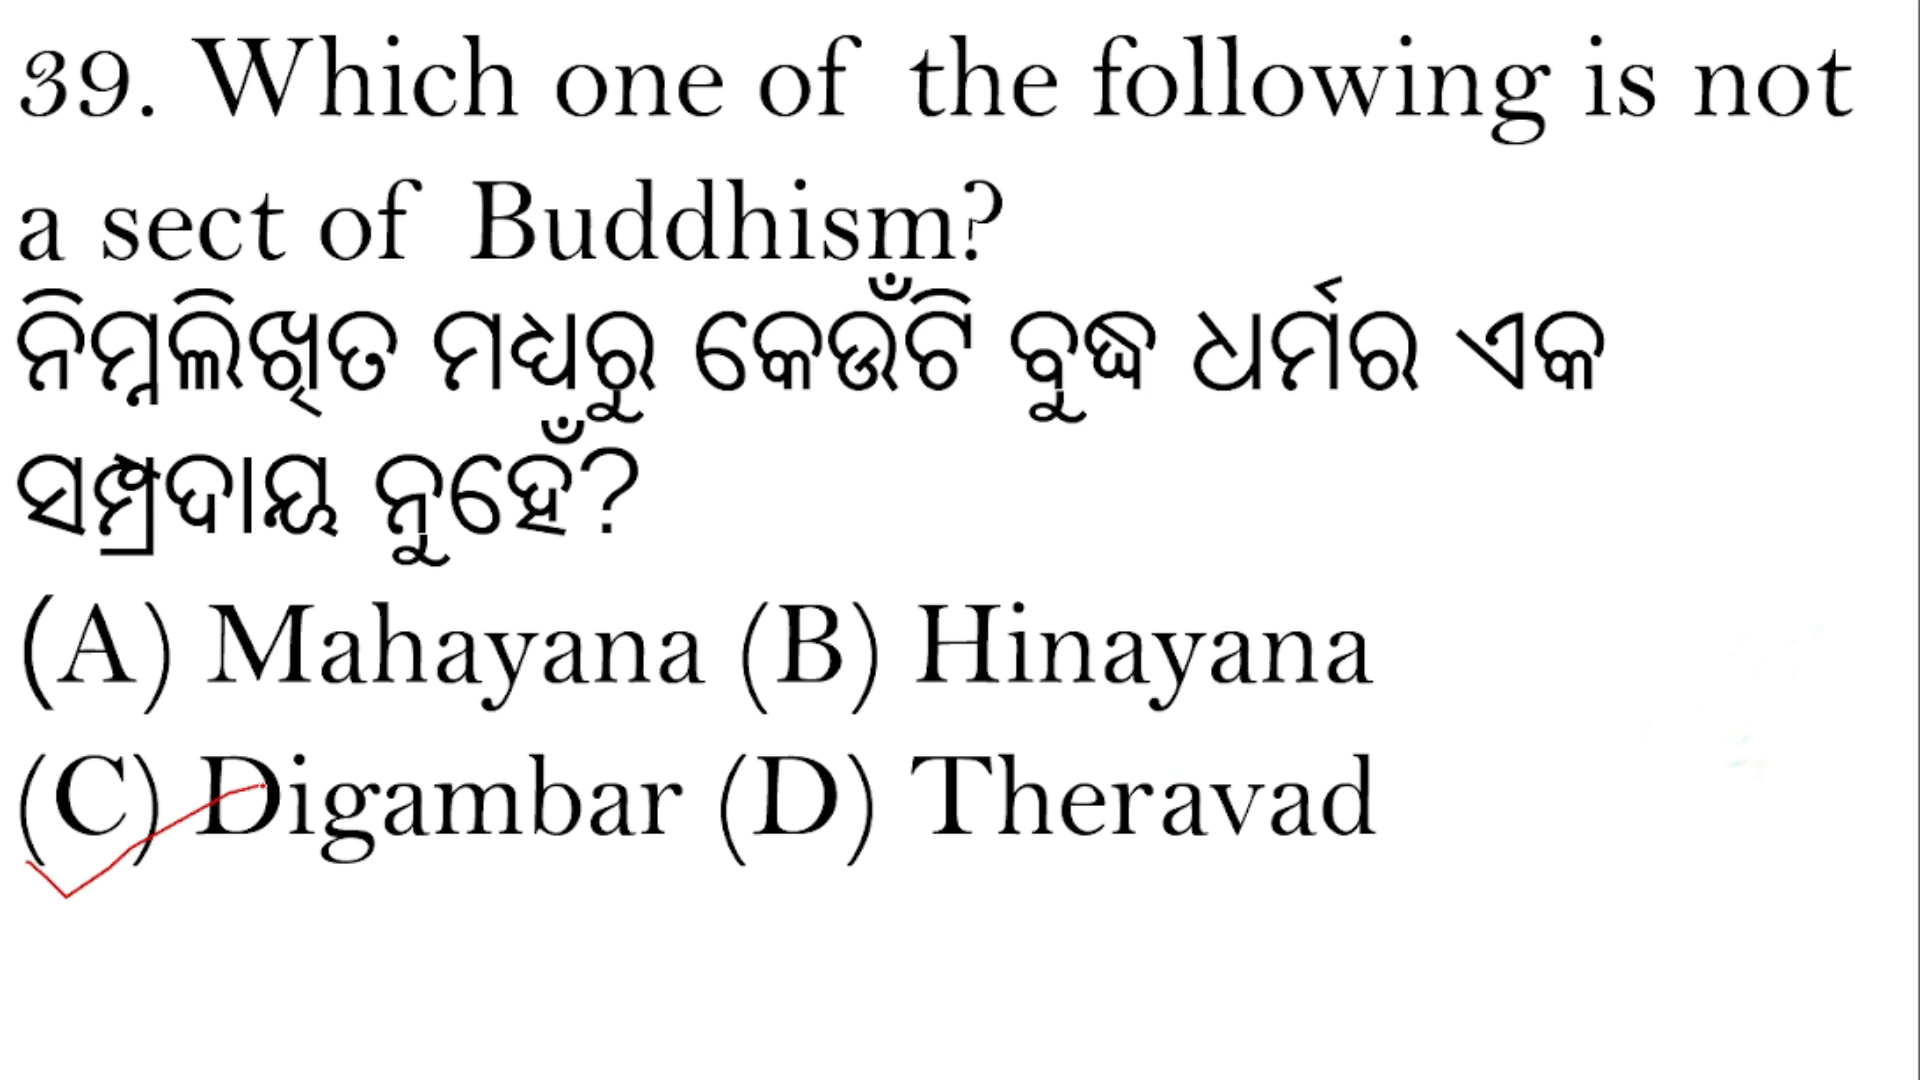 39. Which one of the following is not
a sect of Buddhism?
ନିମ୍ନଲିଖିତ ମଧ୍ୟରୁ କେଉଁଟି ବୁଦ୍ଧ ଧର୍ମର ଏକ
ସମ୍ପ୍ରଦାୟ ନୁହେଁ?
(A) Mahayana (B) Hinayana
(C) Digambar (D) Theravad